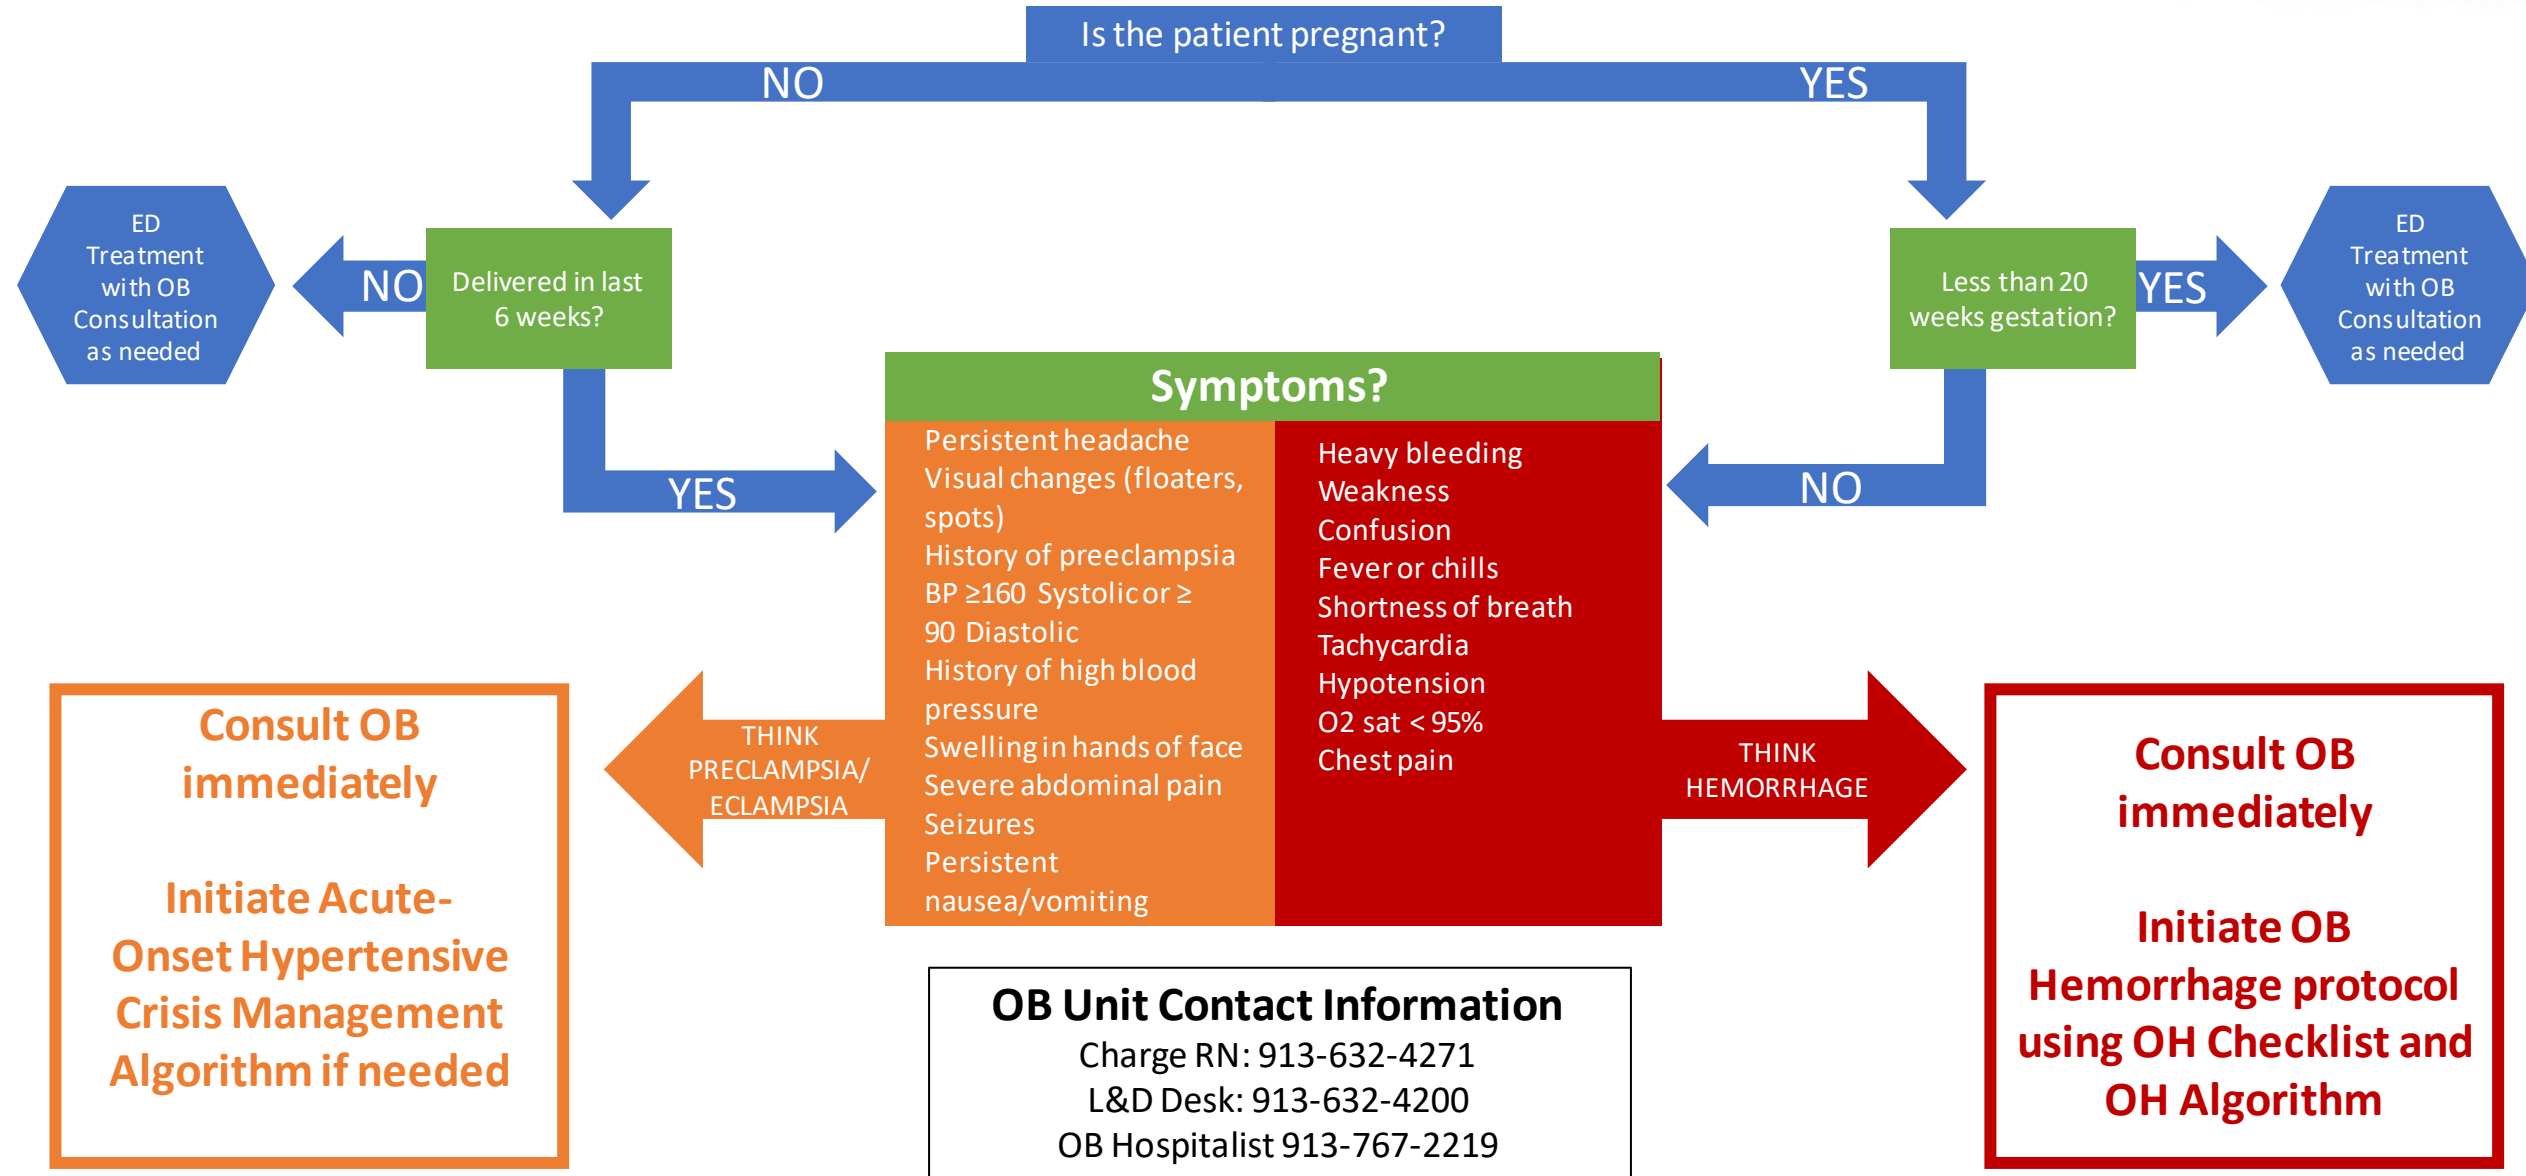 Is the patient pregnant?
NO
YES
ED
Treatment
with OB
Consultation
as needed
NO
Delivered in last
6 weeks?
Less than 20
weeks gestation?
YES
ED
Treatment
with OB
Consultation
as needed
YES
NO
Symptoms?
Persistent headache
Visual changes (floaters,
spots)
History of preeclampsia
BP ≥160 Systolic or ≥
90 Diastolic
History of high blood
pressure
Swelling in hands of face
Severe abdominal pain
Seizures
Persistent
nausea/vomiting
Heavy bleeding
Weakness
Confusion
Fever or chills
Shortness of breath
Tachycardia
Hypotension
O2 sat < 95%
Chest pain
THINK
PRECLAMPSIA/
ECLAMPSIA
THINK
HEMORRHAGE
Consult OB
immediately
Initiate Acute-
Onset Hypertensive
Crisis Management
Algorithm if needed
Consult OB
immediately
Initiate OB
Hemorrhage protocol
using OH Checklist and
OH Algorithm
OB Unit Contact Information
Charge RN: 913-632-4271
L&D Desk: 913-632-4200
OB Hospitalist 913-767-2219